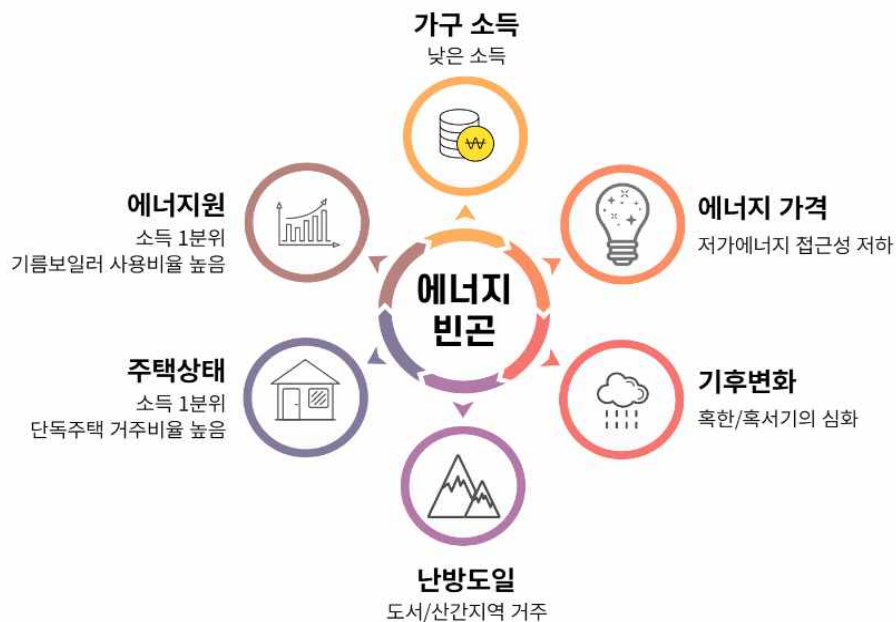 가구 소득
낮은 소득
에너지원
소득 1분위
기름보일러 사용비율 높음
에너지 가격
저가에너지 접근성 저하
에너지
빈곤
주택상태
소득 1분위
단독주택 거주비율 높음
기후변화
혹한/혹서기의 심화
난방도일
도서/산간지역 거주